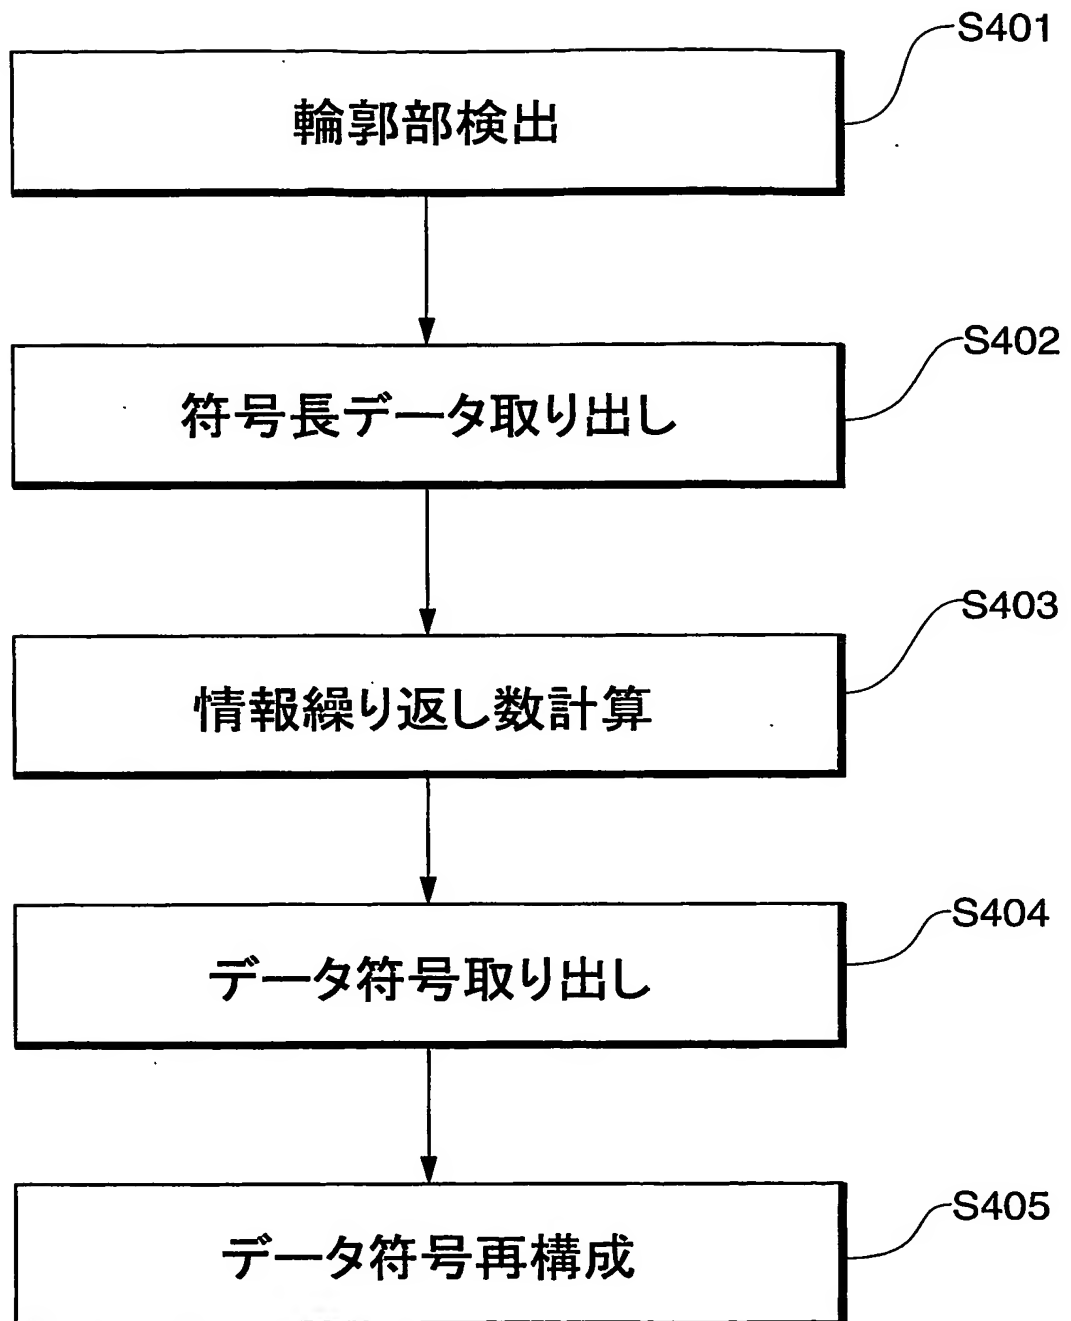 S401
輪郭部検出
S402
符号長データ取り出し
S403
情報繰り返し数計算
S404
データ符号取り出し
S405
データ符号再構成